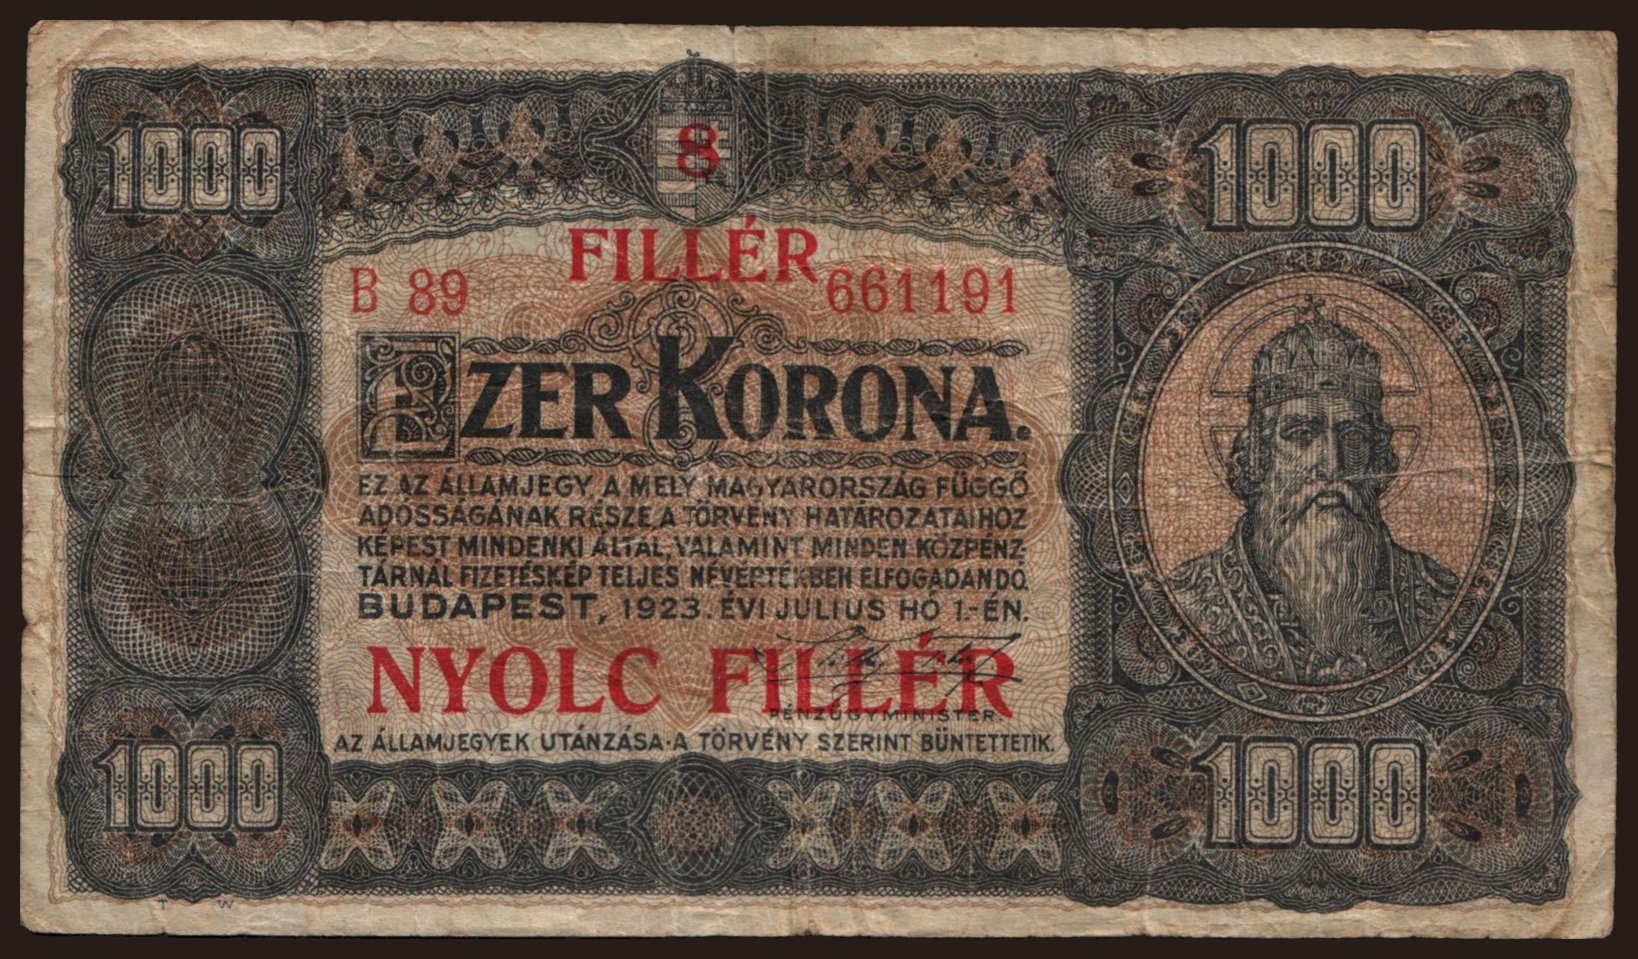 1000
8
1000
FILLÉR
B 89 661191
EZER KORONA.
EZ AZ ÁLLAMJEGY, A MELY MAGYARORSZÁG FÜGGŐ
ADÓSSÁGÁNAK RÉSZE, A TÖRVÉNY HATÁROZATAIHOZ
KÉPEST MINDENKI ÁLTAL, VALAMINT MINDEN KÖZPÉNZ-
TÁRNÁL FIZETÉSKÉP TELJES NÉVÉRTÉKBEN ELFOGADANDÓ.
BUDAPEST, 1923. ÉVI JULIUS HÓ 1.-ÉN.
NYOLC FILLÉR
PÉNZÜGYMINISTER.
AZ ÁLLAMJEGYEK UTÁNZÁSA A TÖRVÉNY SZERINT BÜNTETTETIK.
1000
1000
T W